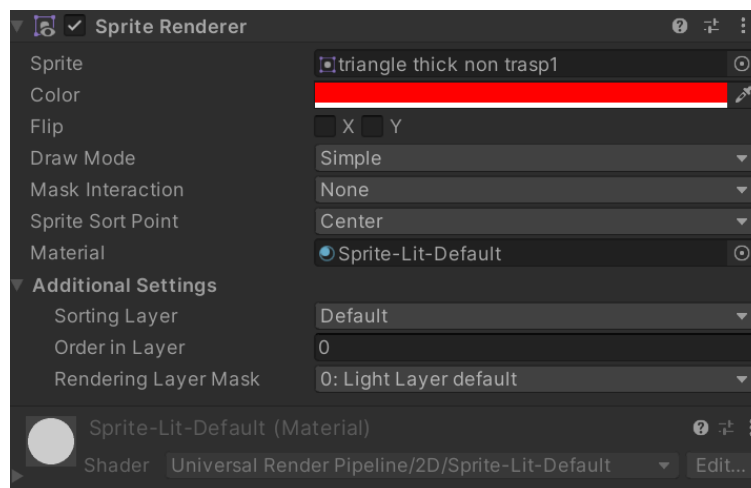 Sprite Renderer
Sprite triangle thick non trasp1
Color
Flip X Y
Draw Mode Simple
Mask Interaction None
Sprite Sort Point Center
Material Sprite-Lit-Default
Additional Settings
Sorting Layer Default
Order in Layer 0
Rendering Layer Mask 0: Light Layer default
Sprite-Lit-Default (Material)
Shader Universal Render Pipeline/2D/Sprite-Lit-Default Edit...